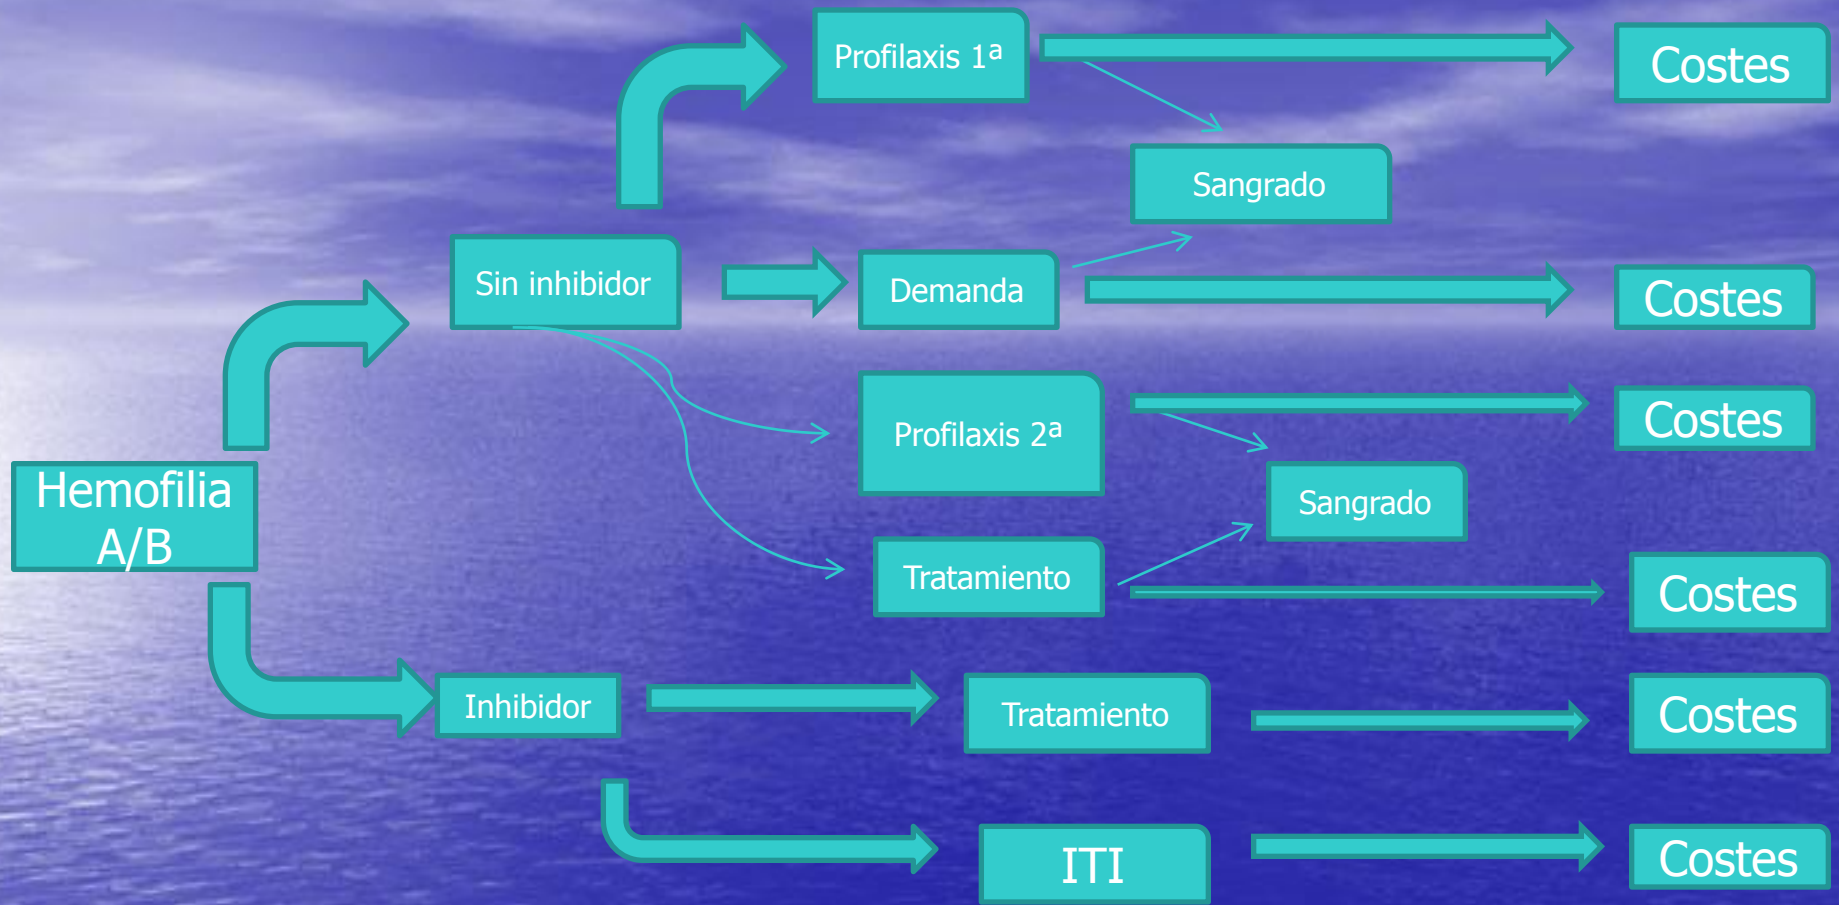 Profilaxis 1ª
Costes
Sangrado
Sin inhibidor
Demanda
Costes
Profilaxis 2ª
Costes
Hemofilia
A/B
Sangrado
Tratamiento
Costes
Inhibidor
Tratamiento
Costes
ITI
Costes